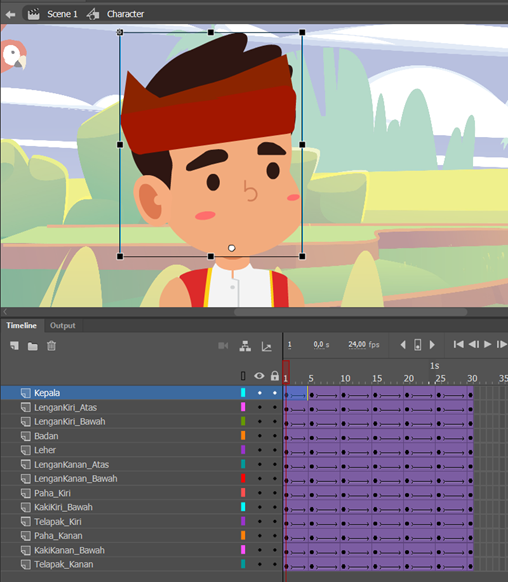 Scene 1 Character
Timeline Output
1 0,0 s 24,00 fps
1s
1 5 10 15 20 25 30 35
Kepala
LenganKiri_Atas
LenganKiri_Bawah
Badan
Leher
LenganKanan_Atas
LenganKanan_Bawah
Paha_Kiri
KakiKiri_Bawah
Telapak_Kiri
Paha_Kanan
KakiKanan_Bawah
Telapak_Kanan